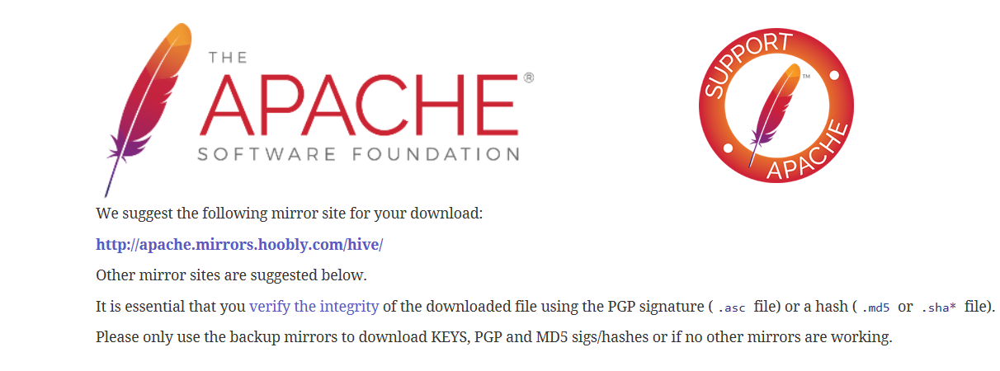 THE
APACHE®
SOFTWARE FOUNDATION
SUPPORT
™
APACHE
We suggest the following mirror site for your download:
http://apache.mirrors.hoobly.com/hive/
Other mirror sites are suggested below.
It is essential that you verify the integrity of the downloaded file using the PGP signature ( .asc file) or a hash ( .md5 or .sha* file).
Please only use the backup mirrors to download KEYS, PGP and MD5 sigs/hashes or if no other mirrors are working.